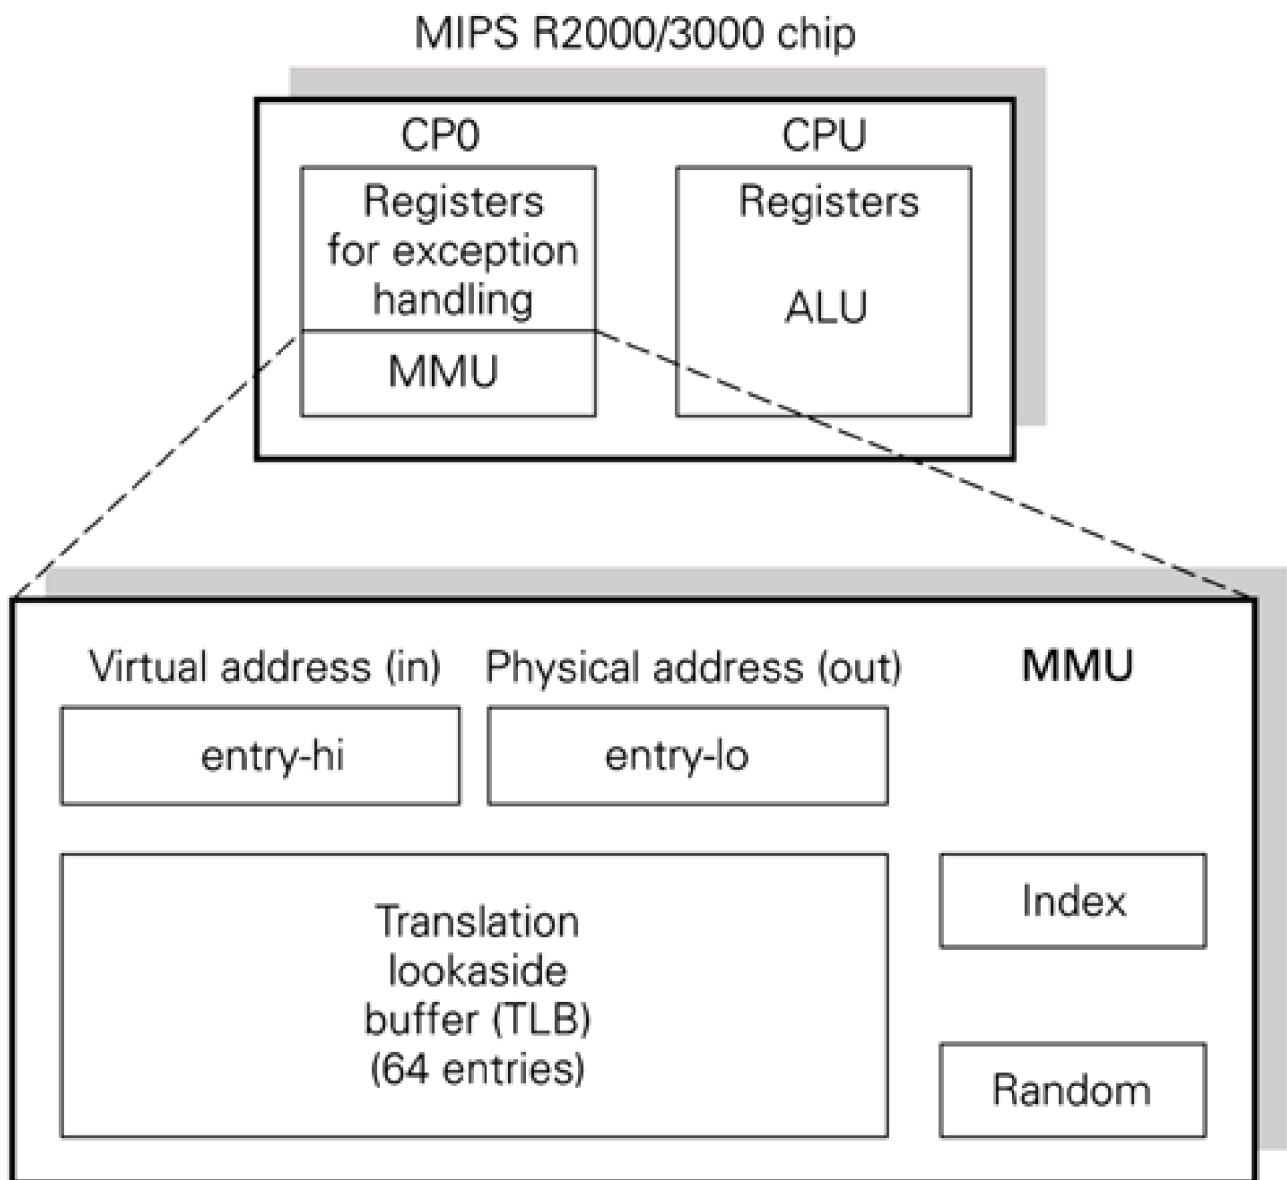 MIPS R2000/3000 chip
CP0
CPU
Registers
for exception
handling
MMU
Registers
ALU
Virtual address (in)
Physical address (out)
MMU
entry-hi
entry-lo
Translation
lookaside
buffer (TLB)
(64 entries)
Index
Random